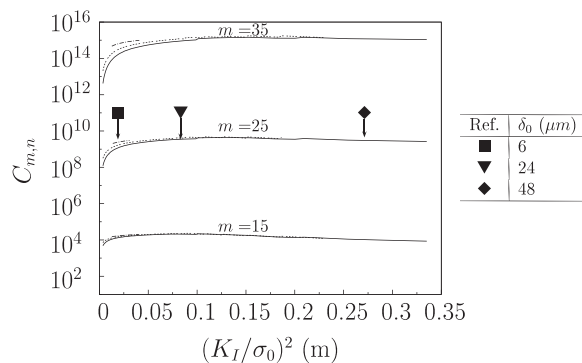 10^16
10^14
10^12
10^10
10^8
10^6
10^4
10^2
C_{m,n}
m = 35
m = 25
m = 15
0 0.05 0.1 0.15 0.2 0.25 0.3 0.35
(K_I/σ_0)^2 (m)
Ref. δ_0 (μm)
6
24
48